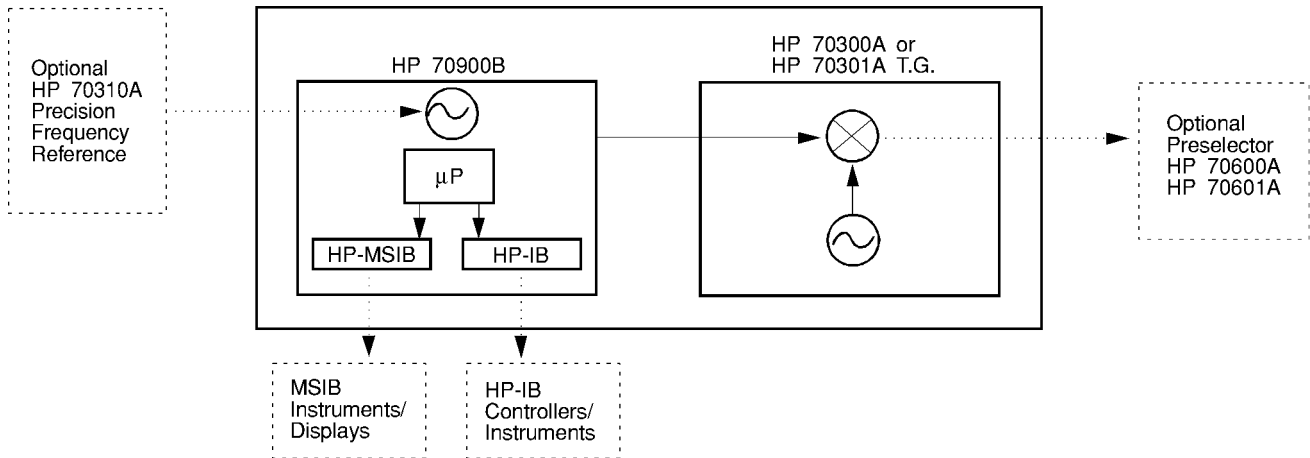 Optional
HP 70310A
Precision
Frequency
Reference
HP 70900B
µP
HP-MSIB
HP-IB
HP 70300A or
HP 70301A T.G.
Optional
Preselector
HP 70600A
HP 70601A
MSIB
Instruments/
Displays
HP-IB
Controllers/
Instruments